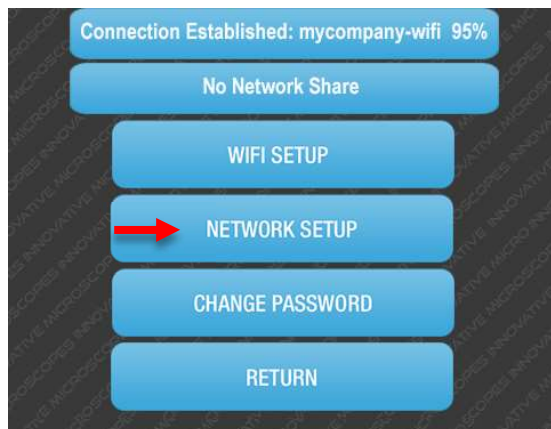 Connection Established: mycompany-wifi 95%
No Network Share
WIFI SETUP
NETWORK SETUP
CHANGE PASSWORD
RETURN